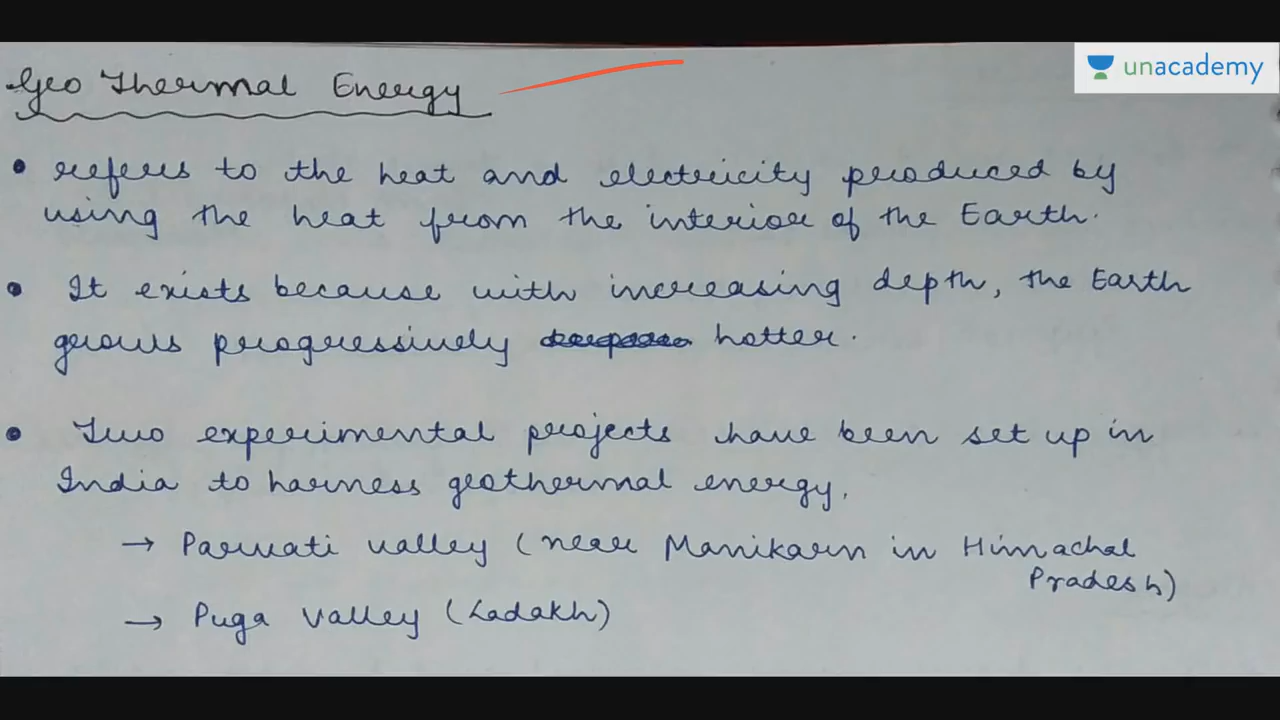 Geo Thermal Energy
unacademy
• refers to the heat and electricity produced by
using the heat from the interior of the Earth.
• It exists because with increasing depth, the Earth
grows progressively hotter.
• Two experimental projects have been set up in
India to harness geothermal energy.
→ Parvati valley (near Manikarn in Himachal
Pradesh)
→ Puga Valley (Ladakh)